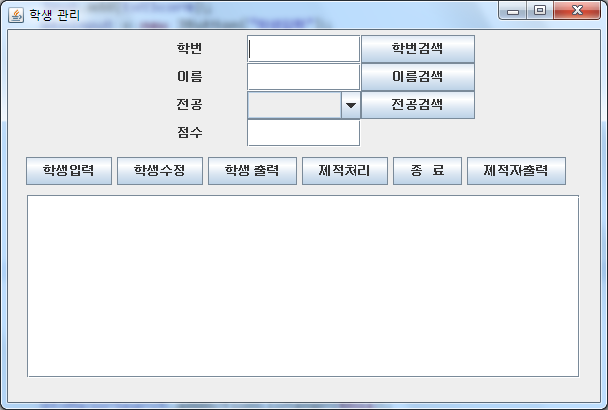 학생 관리
학번 학번검색
이름 이름검색
전공 전공검색
점수
학생입력 학생수정 학생 출력 제적처리 종 료 제적자출력